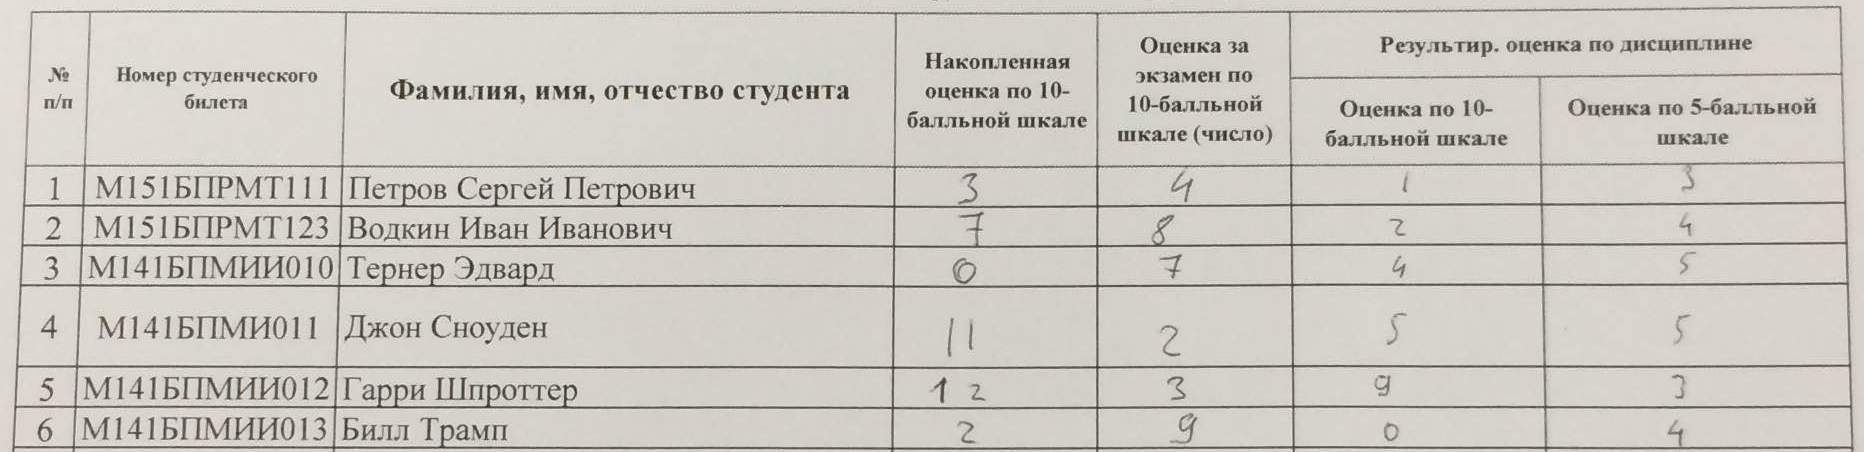 № п/п Номер студенческого билета Фамилия, имя, отчество студента Накопленная оценка по 10-балльной шкале Оценка за экзамен по 10-балльной шкале (число) Результир. оценка по дисциплине
Оценка по 10-балльной шкале Оценка по 5-балльной шкале
1 М151БПРМТ111 Петров Сергей Петрович 3 4 1 3
2 М151БПРМТ123 Водкин Иван Иванович 7 8 2 4
3 М141БПМИИ010 Тернер Эдвард 0 7 4 5
4 М141БПМИ011 Джон Сноуден 11 2 5 5
5 М141БПМИИ012 Гарри Шпроттер 12 3 9 3
6 М141БПМИИ013 Билл Трамп 2 9 0 4